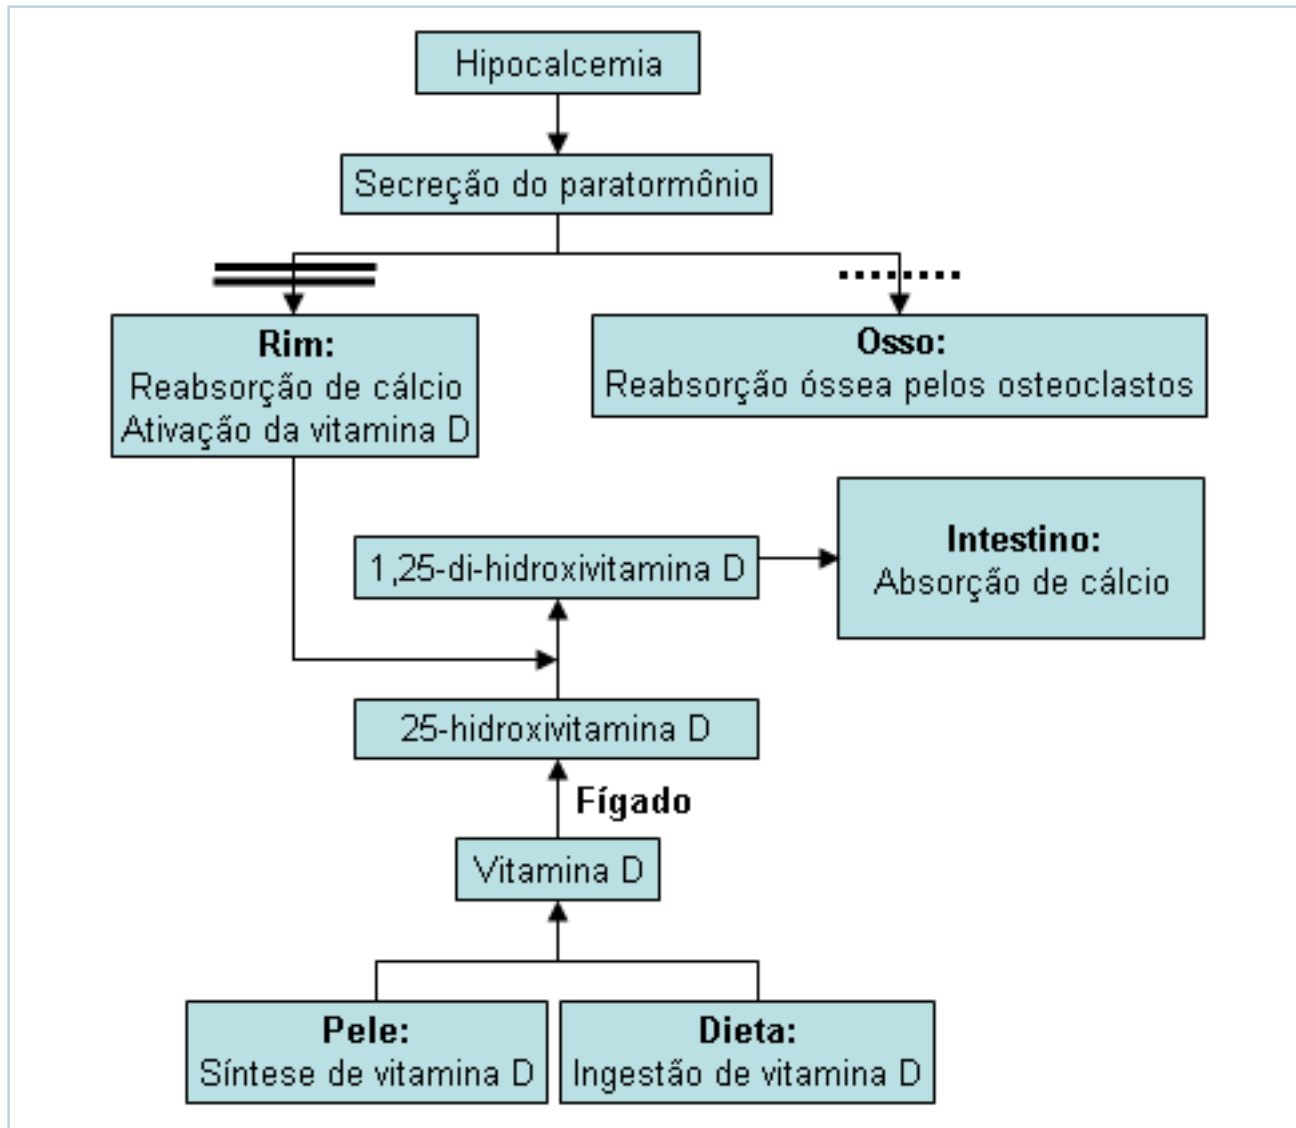 Hipocalcemia
Secreção do paratormônio
Rim:
Reabsorção de cálcio
Ativação da vitamina D
Osso:
Reabsorção óssea pelos osteoclastos
Intestino:
Absorção de cálcio
1,25-di-hidroxivitamina D
25-hidroxivitamina D
Fígado
Vitamina D
Pele:
Síntese de vitamina D
Dieta:
Ingestão de vitamina D